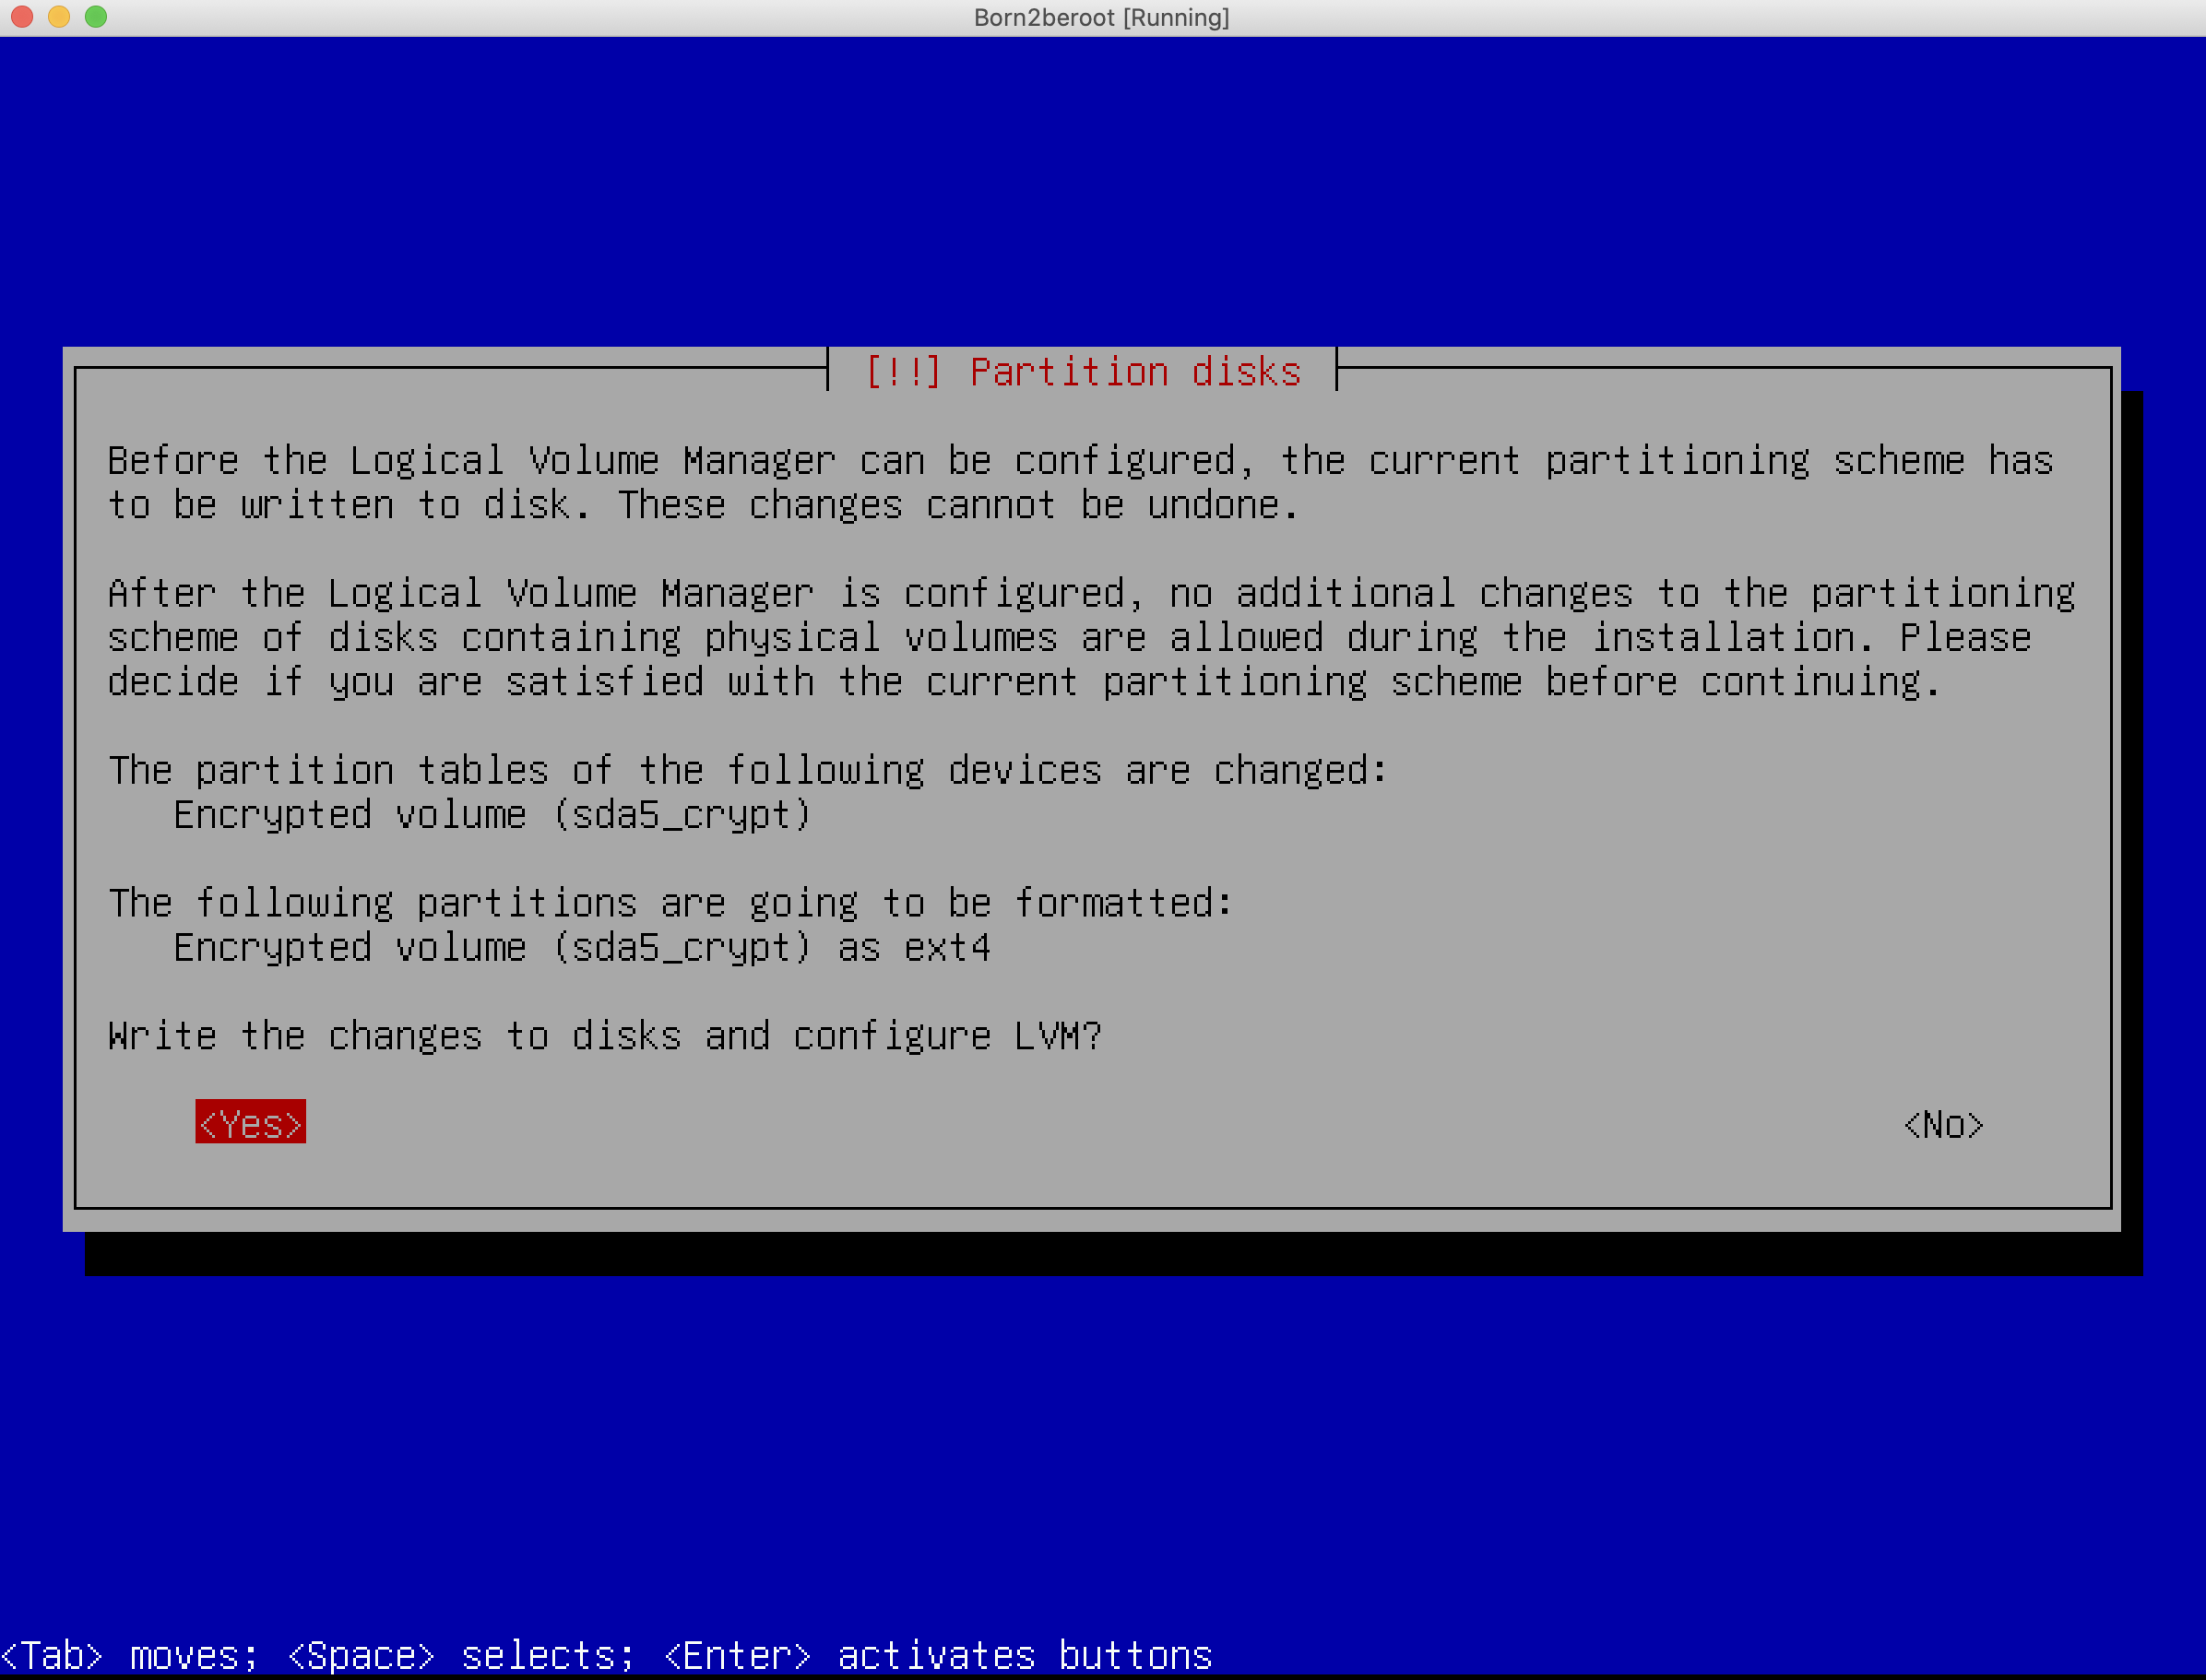 Born2beroot [Running]
[!!] Partition disks
Before the Logical Volume Manager can be configured, the current partitioning scheme has
to be written to disk. These changes cannot be undone.
After the Logical Volume Manager is configured, no additional changes to the partitioning
scheme of disks containing physical volumes are allowed during the installation. Please
decide if you are satisfied with the current partitioning scheme before continuing.
The partition tables of the following devices are changed:
Encrypted volume (sda5_crypt)
The following partitions are going to be formatted:
Encrypted volume (sda5_crypt) as ext4
Write the changes to disks and configure LVM?
<Yes> <No>
<Tab> moves; <Space> selects; <Enter> activates buttons